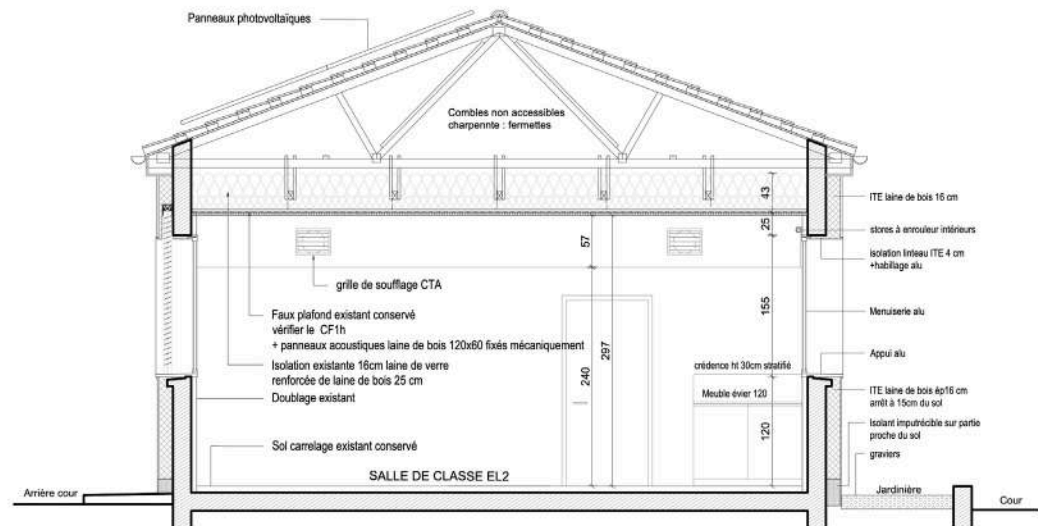 Panneaux photovoltaïques
Combles non accessibles
charpennte : fermettes
43
ITE laine de bois 16 cm
25
stores à enrouleur intérieurs
57
isolation linteau ITE 4 cm
+habillage alu
grille de soufflage CTA
155
Menuiserie alu
Faux plafond existant conservé
vérifier le CF1h
+ panneaux acoustiques laine de bois 120x60 fixés mécaniquement
297
Appui alu
Isolation existante 16cm laine de verre
renforcée de laine de bois 25 cm
crédence ht 30cm stratifié
240
Doublage existant
Meuble évier 120
ITE laine de bois ép16 cm
arrêt à 15cm du sol
120
Isolant imputrécible sur partie
proche du sol
Sol carrelage existant conservé
graviers
SALLE DE CLASSE EL2
Arrière cour
Jardinière
Cour